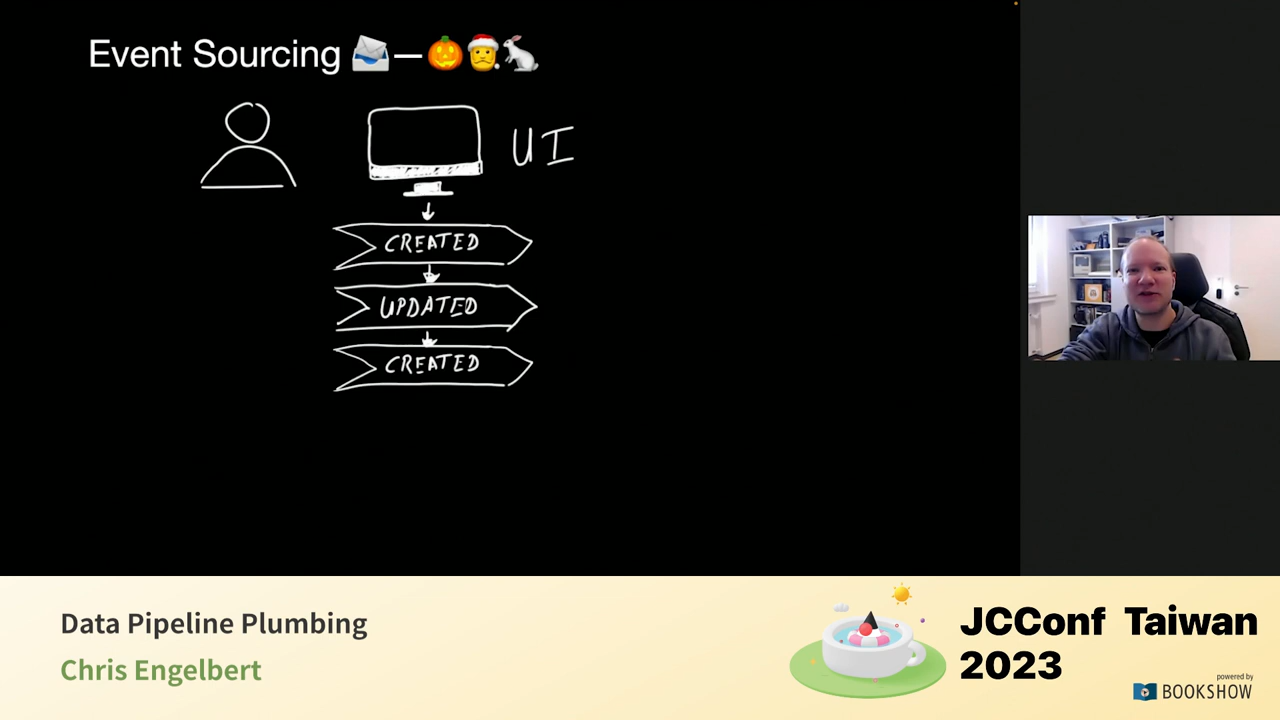 Event Sourcing 📨—🎃🎅🐇
UI
CREATED
UPDATED
CREATED
Data Pipeline Plumbing
Chris Engelbert
JCConf Taiwan
2023
powered by
BOOKSHOW